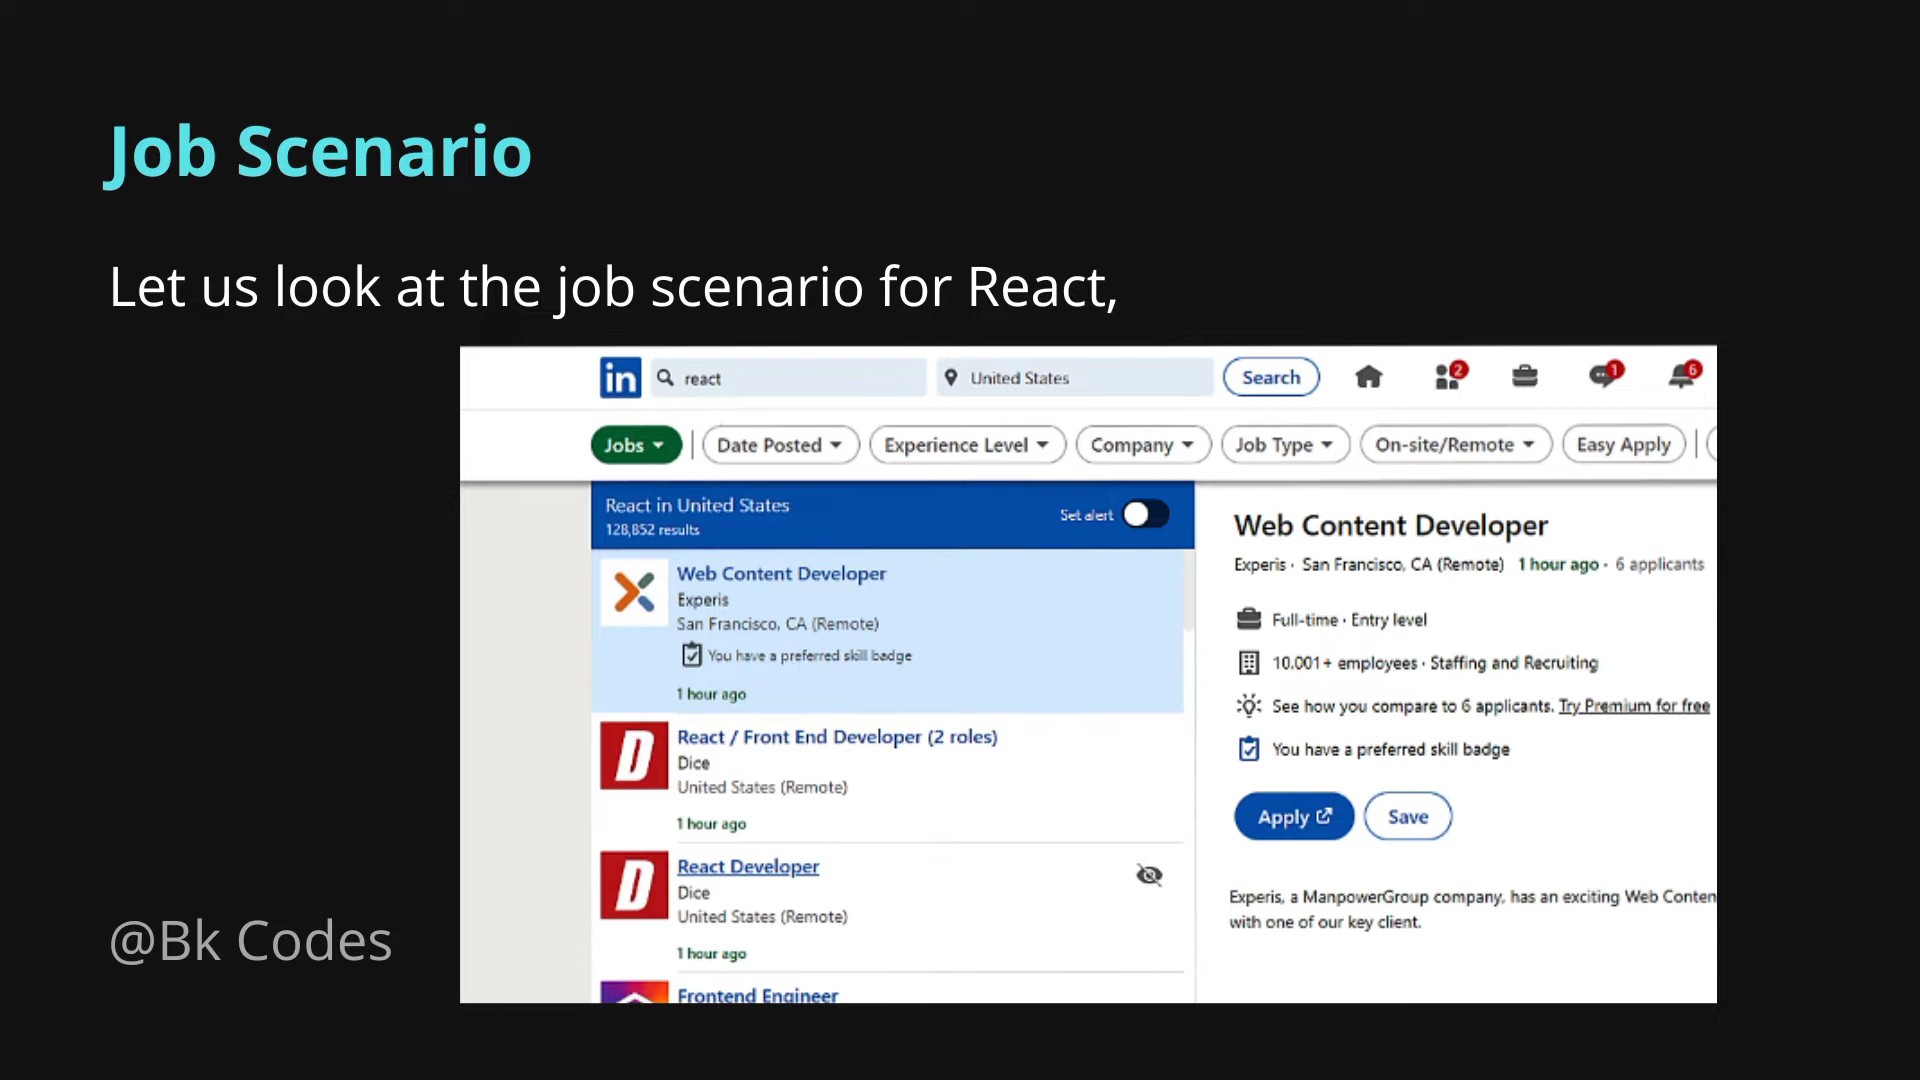 Job Scenario
Let us look at the job scenario for React,
in
react
United States
Search
2
1
6
Jobs
Date Posted
Experience Level
Company
Job Type
On-site/Remote
Easy Apply
React in United States
128,852 results
Set alert
Web Content Developer
Experis
San Francisco, CA (Remote)
You have a preferred skill badge
1 hour ago
D
React / Front End Developer (2 roles)
Dice
United States (Remote)
1 hour ago
D
React Developer
Dice
United States (Remote)
1 hour ago
Frontend Engineer
Web Content Developer
Experis · San Francisco, CA (Remote) 1 hour ago · 6 applicants
Full-time · Entry level
10,001+ employees · Staffing and Recruiting
See how you compare to 6 applicants. Try Premium for free
You have a preferred skill badge
Apply
Save
Experis, a ManpowerGroup company, has an exciting Web Conten
with one of our key client.
@Bk Codes